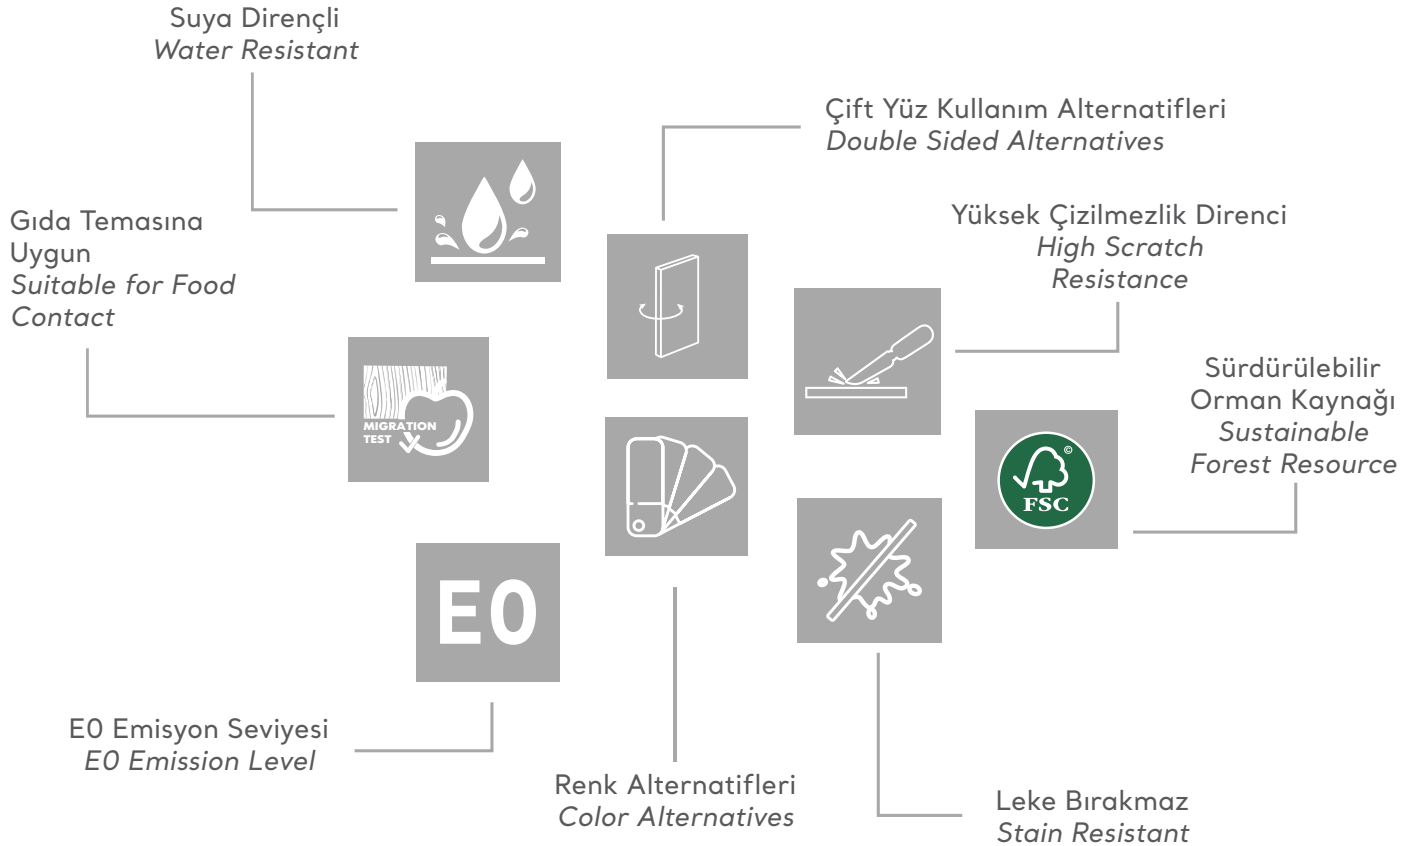 Suya Dirençli
Water Resistant
Çift Yüz Kullanım Alternatifleri
Double Sided Alternatives
Gıda Temasına
Uygun
Suitable for Food
Contact
Yüksek Çizilmezlik Direnci
High Scratch
Resistance
MIGRATION
TEST
Sürdürülebilir
Orman Kaynağı
Sustainable
Forest Resource
©
FSC
E0
E0 Emisyon Seviyesi
E0 Emission Level
Renk Alternatifleri
Color Alternatives
Leke Bırakmaz
Stain Resistant